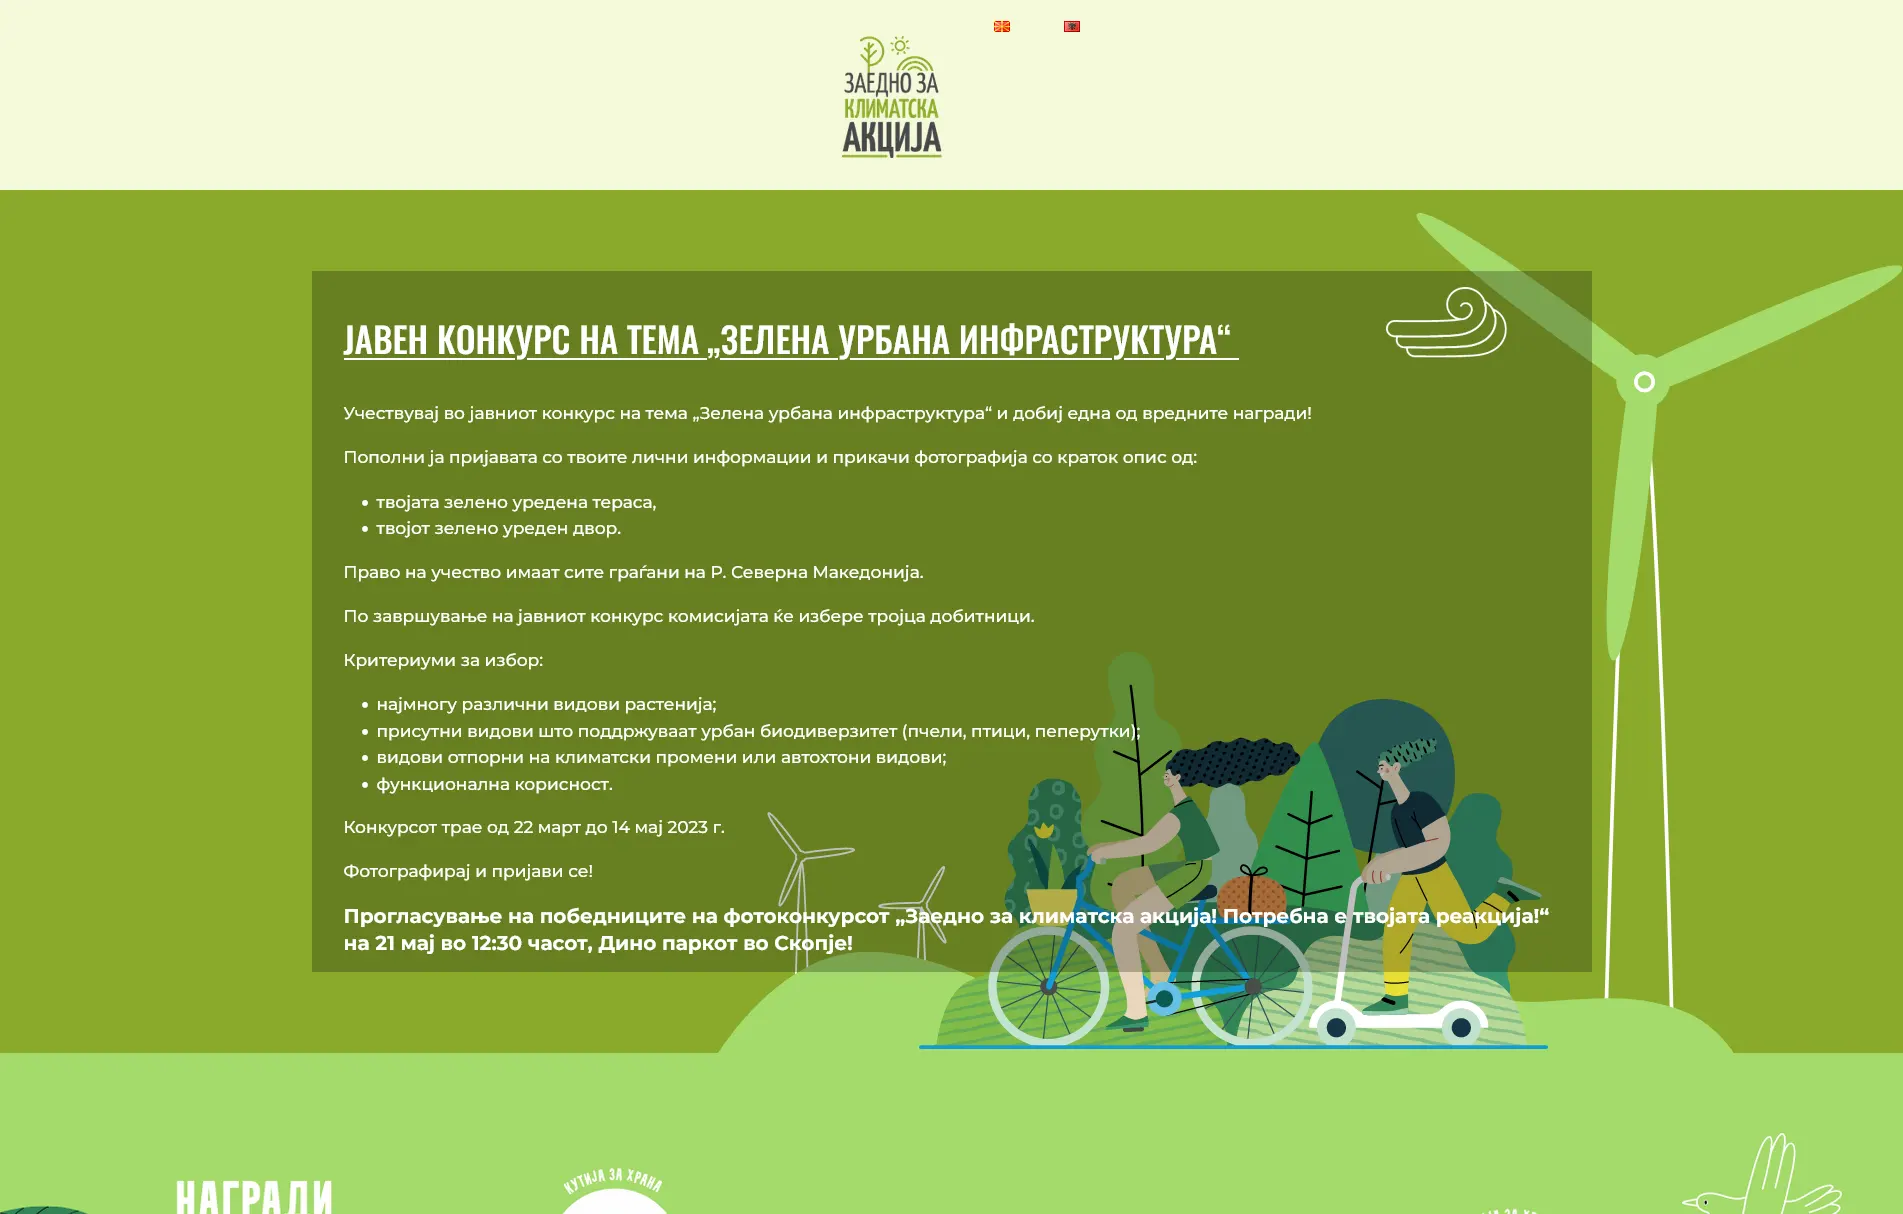 ЗАЕДНО ЗА
КЛИМАТСКА
АКЦИЈА
ЈАВЕН КОНКУРС НА ТЕМА „ЗЕЛЕНА УРБАНА ИНФРАСТРУКТУРА“
Учествувај во јавниот конкурс на тема „Зелена урбана инфраструктура“ и добиј една од вредните награди!
Пополни ја пријавата со твоите лични информации и прикачи фотографија со краток опис од:
• твојата зелено уредена тераса,
• твојот зелено уреден двор.
Право на учество имаат сите граѓани на Р. Северна Македонија.
По завршување на јавниот конкурс комисијата ќе избере тројца добитници.
Критериуми за избор:
• најмногу различни видови растенија;
• присутни видови што поддржуваат урбан биодиверзитет (пчели, птици, пеперутки);
• видови отпорни на климатски промени или автохтони видови;
• функционална корисност.
Конкурсот трае од 22 март до 14 мај 2023 г.
Фотографирај и пријави се!
Прогласување на победниците на фотоконкурсот „Заедно за климатска акција! Потребна е твојата реакција!“
на 21 мај во 12:30 часот, Дино паркот во Скопје!
НАГРАДИ
КУТИЈА ЗА ХРАНА